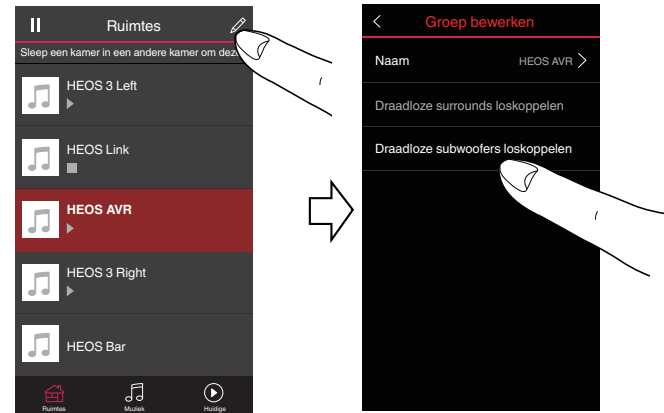 Ruimtes
Sleep een kamer in een andere kamer om dez
HEOS 3 Left
HEOS Link
HEOS AVR
HEOS 3 Right
HEOS Bar
Ruimtes
Muziek
Huidige
Groep bewerken
Naam HEOS AVR
Draadloze surrounds loskoppelen
Draadloze subwoofers loskoppelen